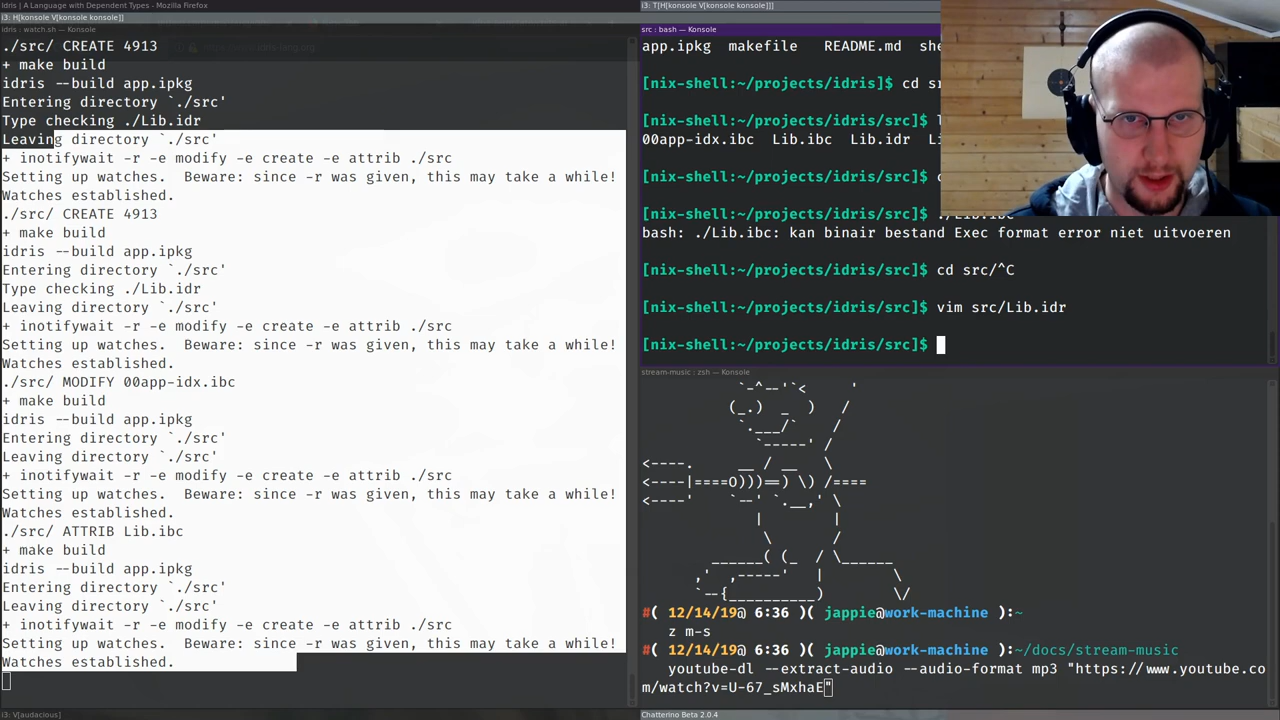 Idris | A Language with Dependent Types - Mozilla Firefox
i3: H[konsole V[konsole konsole]]
idris : watch.sh — Konsole
./src/ CREATE 4913
+ make build
idris --build app.ipkg
Entering directory `./src'
Type checking ./Lib.idr
Leaving directory `./src'
+ inotifywait -r -e modify -e create -e attrib ./src
Setting up watches.  Beware: since -r was given, this may take a while!
Watches established.
./src/ CREATE 4913
+ make build
idris --build app.ipkg
Entering directory `./src'
Type checking ./Lib.idr
Leaving directory `./src'
+ inotifywait -r -e modify -e create -e attrib ./src
Setting up watches.  Beware: since -r was given, this may take a while!
Watches established.
./src/ MODIFY 00app-idx.ibc
+ make build
idris --build app.ipkg
Entering directory `./src'
Leaving directory `./src'
+ inotifywait -r -e modify -e create -e attrib ./src
Setting up watches.  Beware: since -r was given, this may take a while!
Watches established.
./src/ ATTRIB Lib.ibc
+ make build
idris --build app.ipkg
Entering directory `./src'
Leaving directory `./src'
+ inotifywait -r -e modify -e create -e attrib ./src
Setting up watches.  Beware: since -r was given, this may take a while!
Watches established.
i3: V[audacious]
i3: T[H[konsole V[konsole konsole]]]
src : bash — Konsole
app.ipkg  makefile  README.md  she
[nix-shell:~/projects/idris]$ cd sr
[nix-shell:~/projects/idris/src]$ l
00app-idx.ibc  Lib.ibc  Lib.idr  Li
[nix-shell:~/projects/idris/src]$ c
[nix-shell:~/projects/idris/src]$ ./Lib.ibc
bash: ./Lib.ibc: kan binair bestand Exec format error niet uitvoeren
[nix-shell:~/projects/idris/src]$ cd src/^C
[nix-shell:~/projects/idris/src]$ vim src/Lib.idr
[nix-shell:~/projects/idris/src]$
stream-music : zsh — Konsole
#( 12/14/19@ 6:36 )( jappie@work-machine ):~
z m-s
#( 12/14/19@ 6:36 )( jappie@work-machine ):~/docs/stream-music
youtube-dl --extract-audio --audio-format mp3 "https://www.youtube.co
m/watch?v=U-67_sMxhaE"
Chatterino Beta 2.0.4